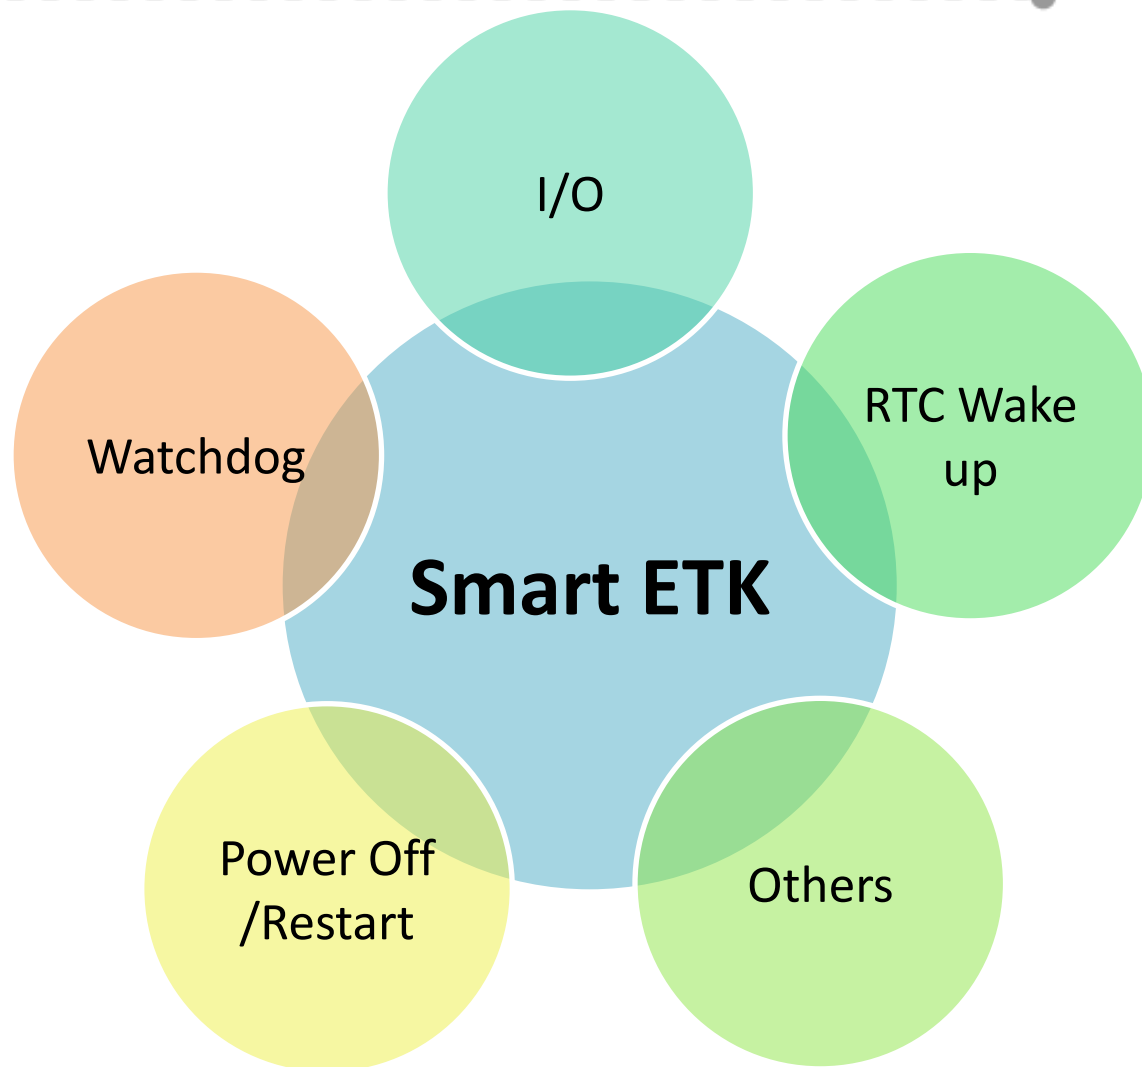 I/O
RTC Wake
up
Watchdog
Smart ETK
Power Off
/Restart
Others